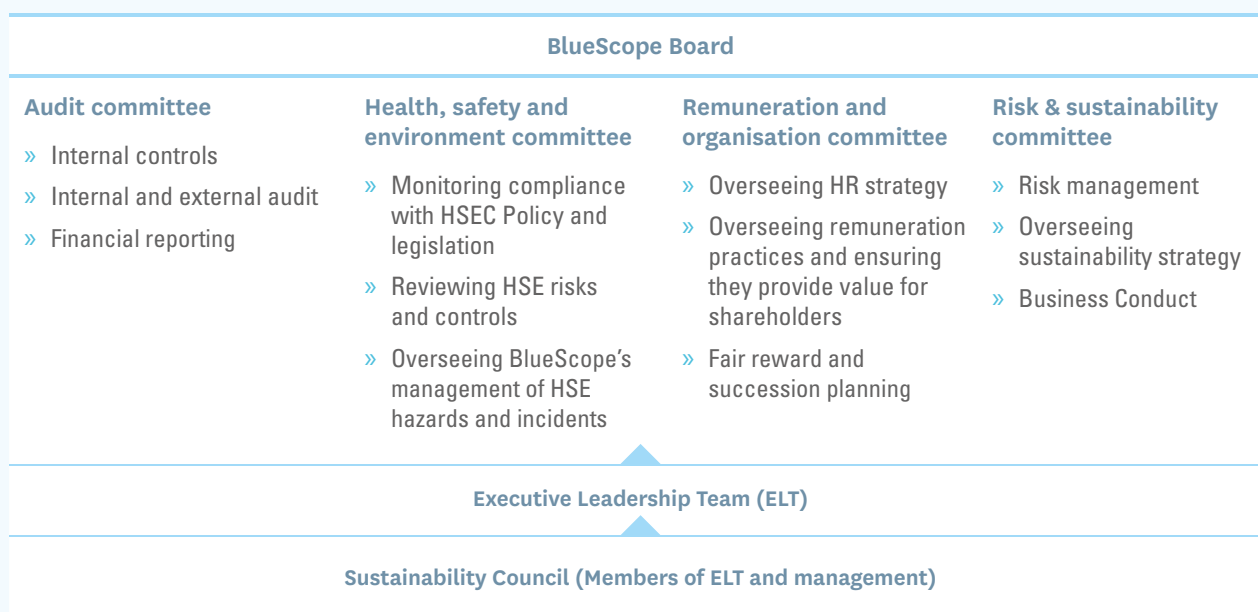 BlueScope Board
Audit committee
» Internal controls
» Internal and external audit
» Financial reporting
Health, safety and
environment committee
» Monitoring compliance
with HSEC Policy and
legislation
» Reviewing HSE risks
and controls
» Overseeing BlueScope’s
management of HSE
hazards and incidents
Remuneration and
organisation committee
» Overseeing HR strategy
» Overseeing remuneration
practices and ensuring
they provide value for
shareholders
» Fair reward and
succession planning
Risk & sustainability
committee
» Risk management
» Overseeing
sustainability strategy
» Business Conduct
Executive Leadership Team (ELT)
Sustainability Council (Members of ELT and management)